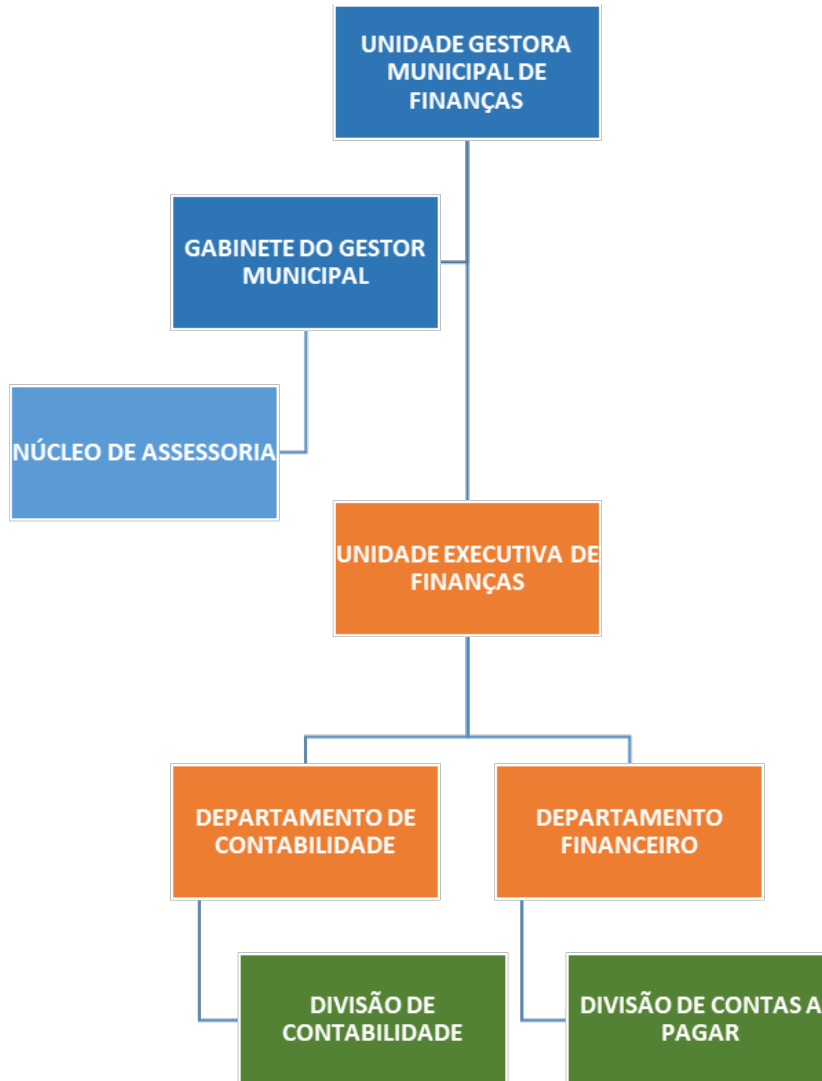 UNIDADE GESTORA
MUNICIPAL DE
FINANÇAS
GABINETE DO GESTOR
MUNICIPAL
NÚCLEO DE ASSESSORIA
UNIDADE EXECUTIVA DE
FINANÇAS
DEPARTAMENTO DE
CONTABILIDADE
DEPARTAMENTO
FINANCEIRO
DIVISÃO DE
CONTABILIDADE
DIVISÃO DE CONTAS A
PAGAR